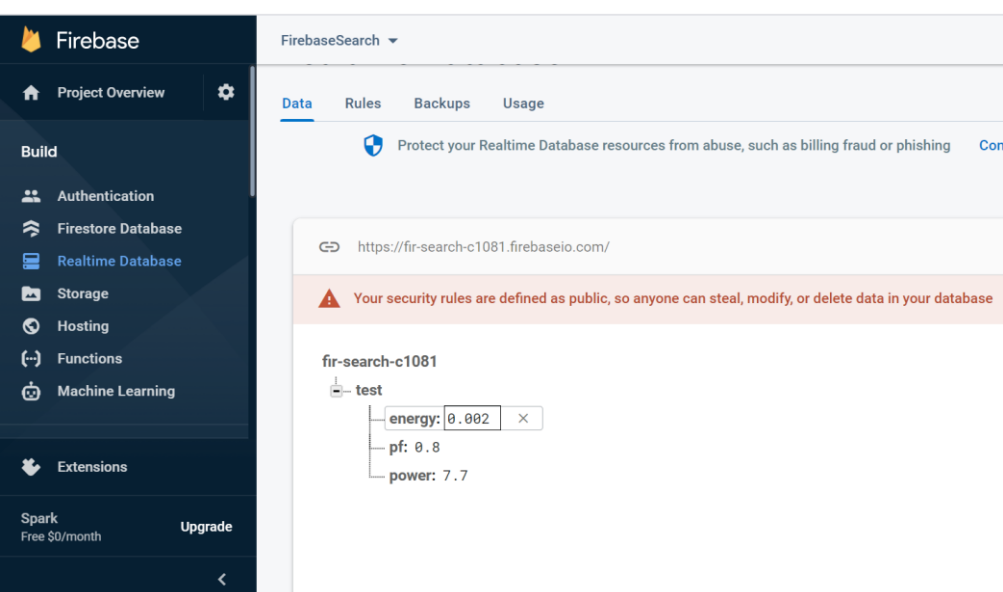 Firebase
FirebaseSearch
Project Overview
Data Rules Backups Usage
Build
Protect your Realtime Database resources from abuse, such as billing fraud or phishing Con
Authentication
Firestore Database
Realtime Database
Storage
Hosting
Functions
Machine Learning
Extensions
Spark
Free $0/month
Upgrade
https://fir-search-c1081.firebaseio.com/
Your security rules are defined as public, so anyone can steal, modify, or delete data in your database
fir-search-c1081
test
energy: 0.002
pf: 0.8
power: 7.7